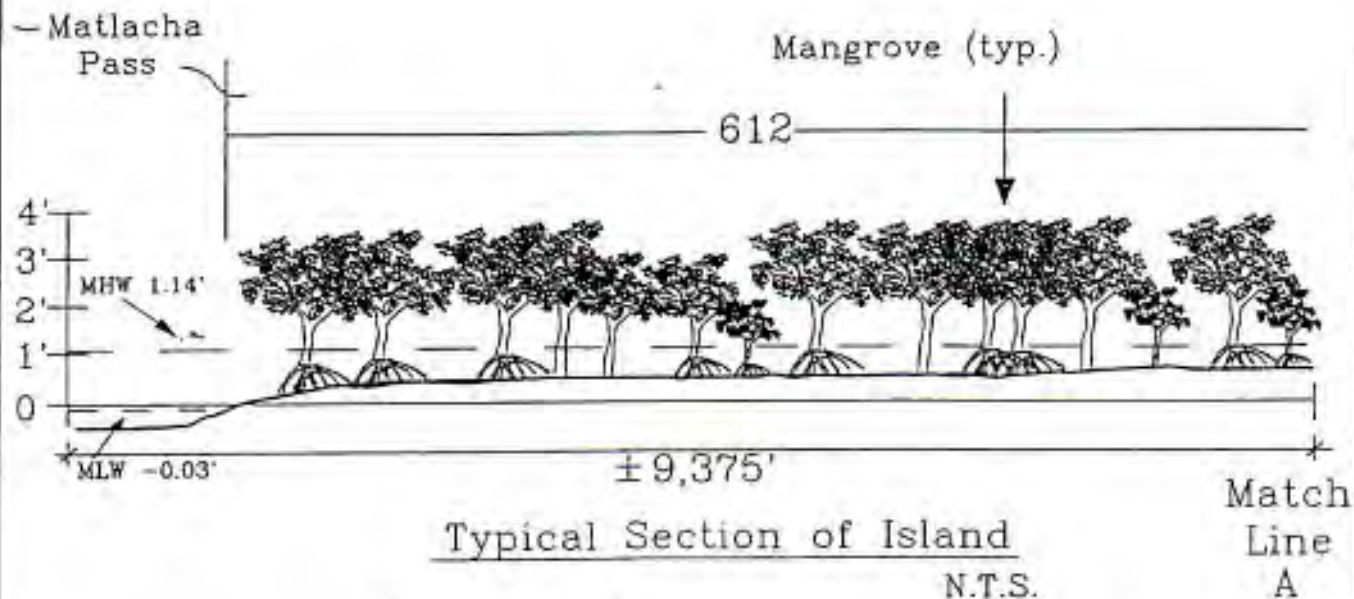 Matlacha
Pass
Mangrove (typ.)
612
4'
3'
MHW 1.14'
2'
1'
0
MLW -0.03'
±9,375'
Match
Line
A
Typical Section of Island
N.T.S.